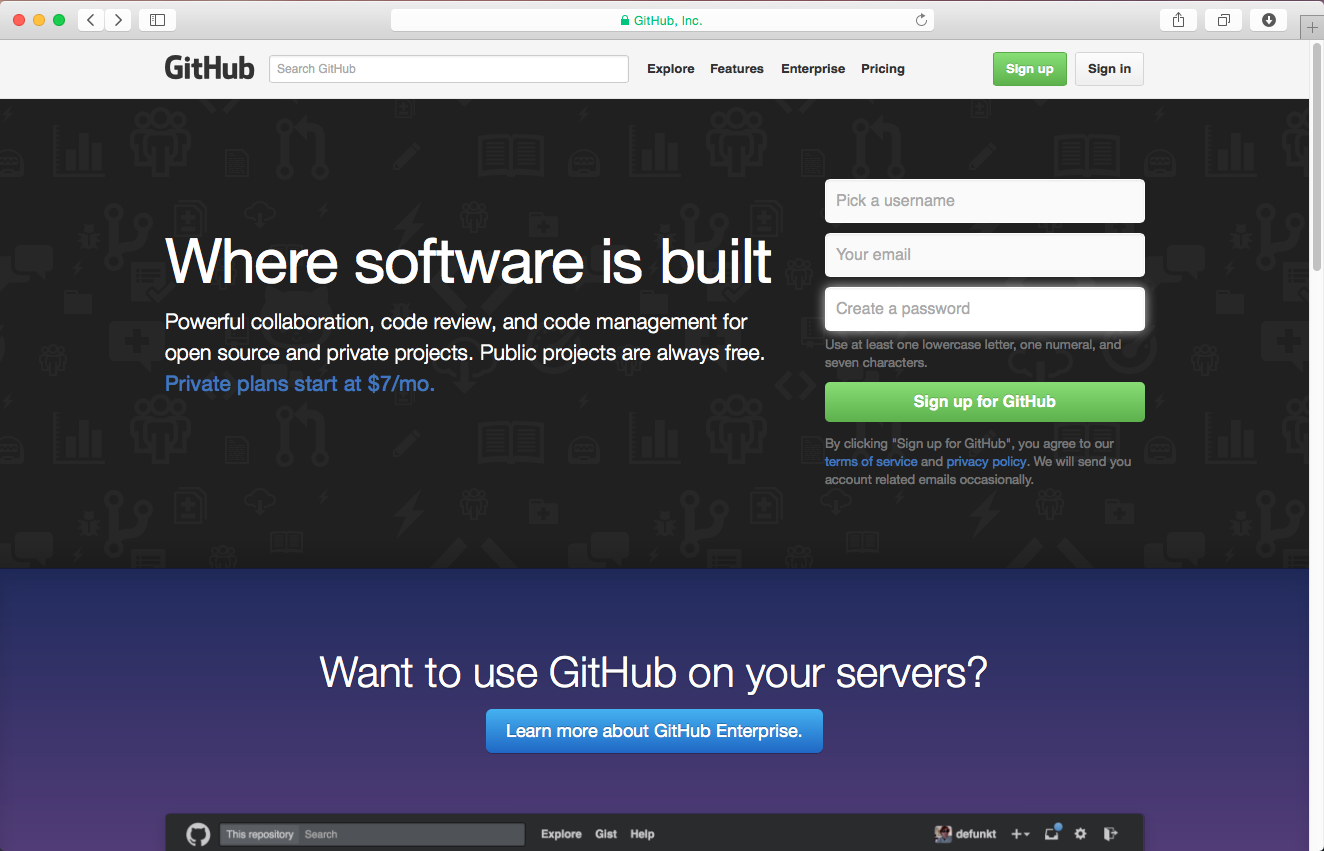 GitHub, Inc.
GitHub
Search GitHub
Explore Features Enterprise Pricing
Sign up
Sign in
Where software is built
Powerful collaboration, code review, and code management for
open source and private projects. Public projects are always free.
Private plans start at $7/mo.
Pick a username
Your email
Create a password
Use at least one lowercase letter, one numeral, and
seven characters.
Sign up for GitHub
By clicking "Sign up for GitHub", you agree to our
terms of service and privacy policy. We will send you
account related emails occasionally.
Want to use GitHub on your servers?
Learn more about GitHub Enterprise.
This repository Search Explore Gist Help defunkt